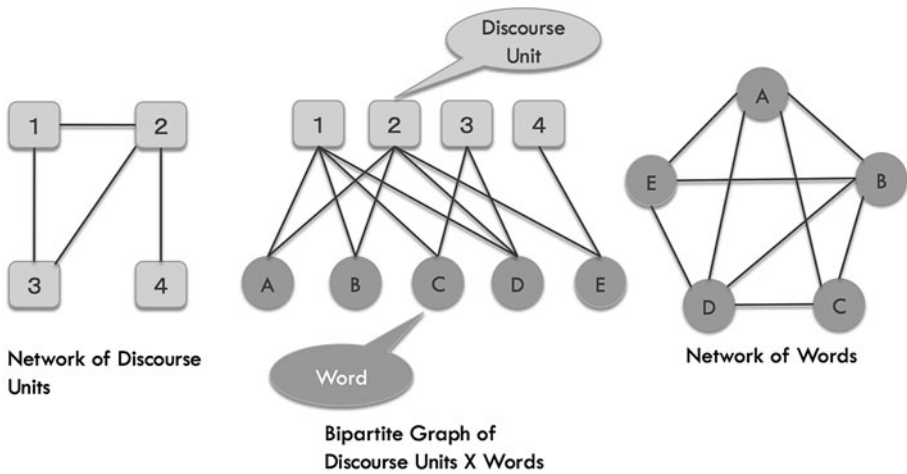 Discourse
Unit
1 2
3 4
Network of Discourse
Units
1 2 3 4
A B C D E
Word
Bipartite Graph of
Discourse Units X Words
A
E B
D C
Network of Words